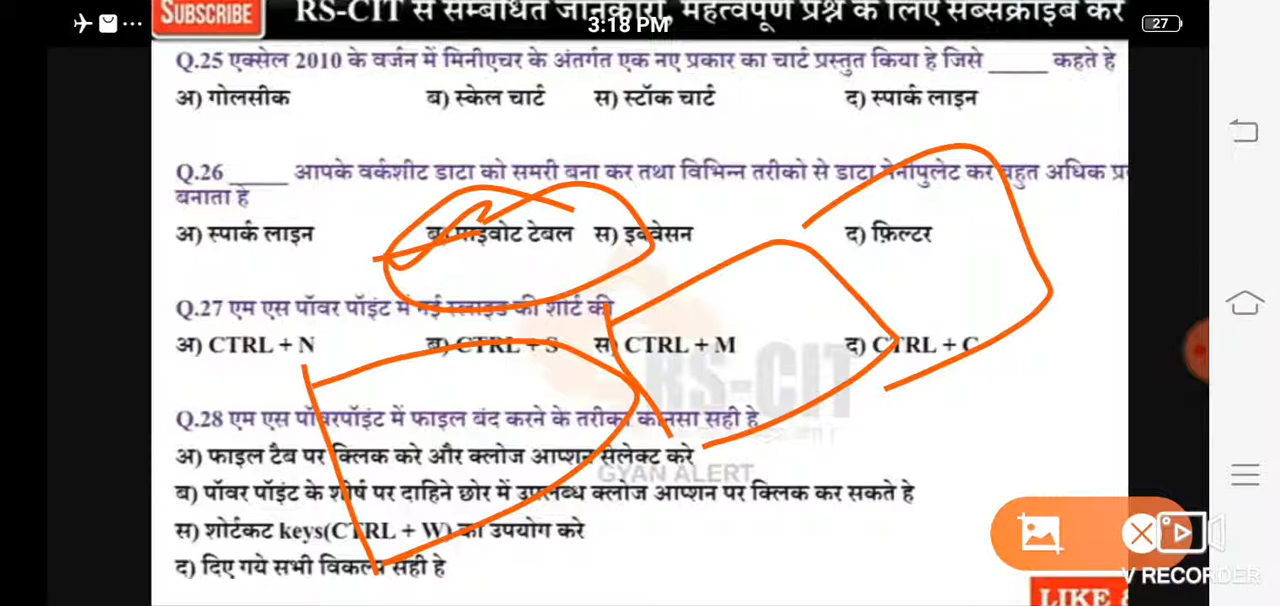 3:18 PM
27
SUBSCRIBE RS-CIT से सम्बंधित जानकारी, महत्वपूर्ण प्रश्न के लिए सब्सक्राइब कर
Q.25 एक्सेल 2010 के वर्जन में मिनीएचर के अंतर्गत एक नए प्रकार का चार्ट प्रस्तुत किया हे जिसे _____ कहते हे
अ) गोलसीक ब) स्केल चार्ट स) स्टॉक चार्ट द) स्पार्क लाइन
Q.26 _____ आपके वर्कशीट डाटा को समरी बना कर तथा विभिन्न तरीको से डाटा मेनीपुलेट कर बहुत अधिक
बनाता हे
अ) स्पार्क लाइन ब) पाइवोट टेबल स) इक्वेसन द) फ़िल्टर
Q.27 एम एस पॉवर पॉइंट में नई स्लाइड की शार्ट की
अ) CTRL + N ब) CTRL + S स) CTRL + M द) CTRL + C
RS-CIT
Q.28 एम एस पॉवरपॉइंट में फाइल बंद करने के तरीका कोनसा सही हे
अ) फाइल टैब पर क्लिक करे और क्लोज आप्शन सेलेक्ट करे
GYAN ALERT
ब) पॉवर पॉइंट के शीर्ष पर दाहिने छोर में उपलब्ध क्लोज आप्शन पर क्लिक कर सकते हे
स) शोर्टकट keys(CTRL + W) का उपयोग करे
द) दिए गये सभी विकल्प सही हे
V RECORDER
LIKE &